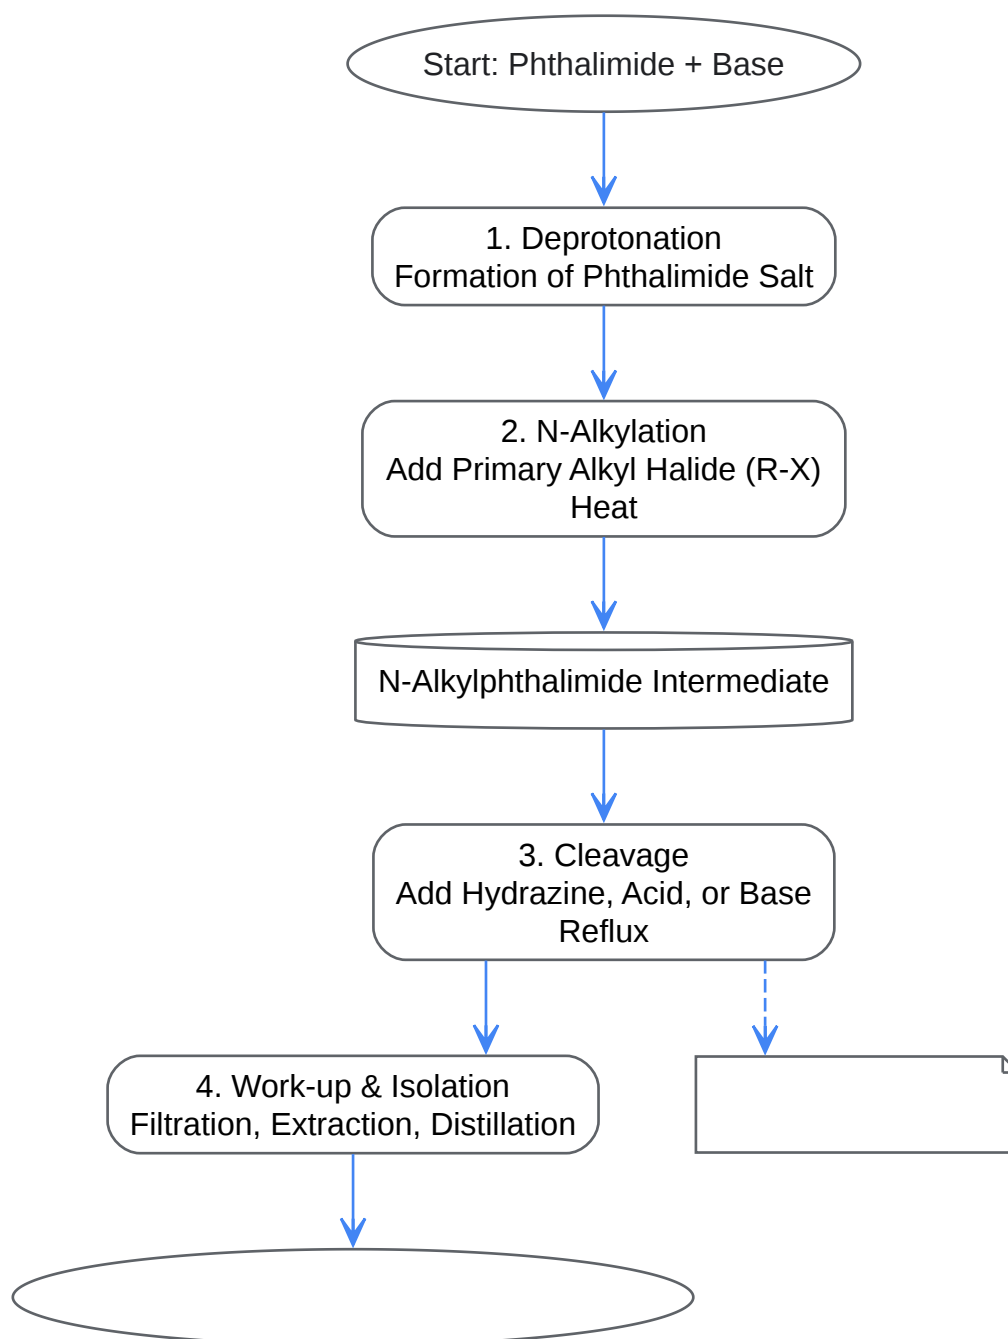 Start: Phthalimide + Base
1. Deprotonation
Formation of Phthalimide Salt
2. N-Alkylation
Add Primary Alkyl Halide (R-X)
Heat
N-Alkylphthalimide Intermediate
3. Cleavage
Add Hydrazine, Acid, or Base
Reflux
4. Work-up & Isolation
Filtration, Extraction, Distillation